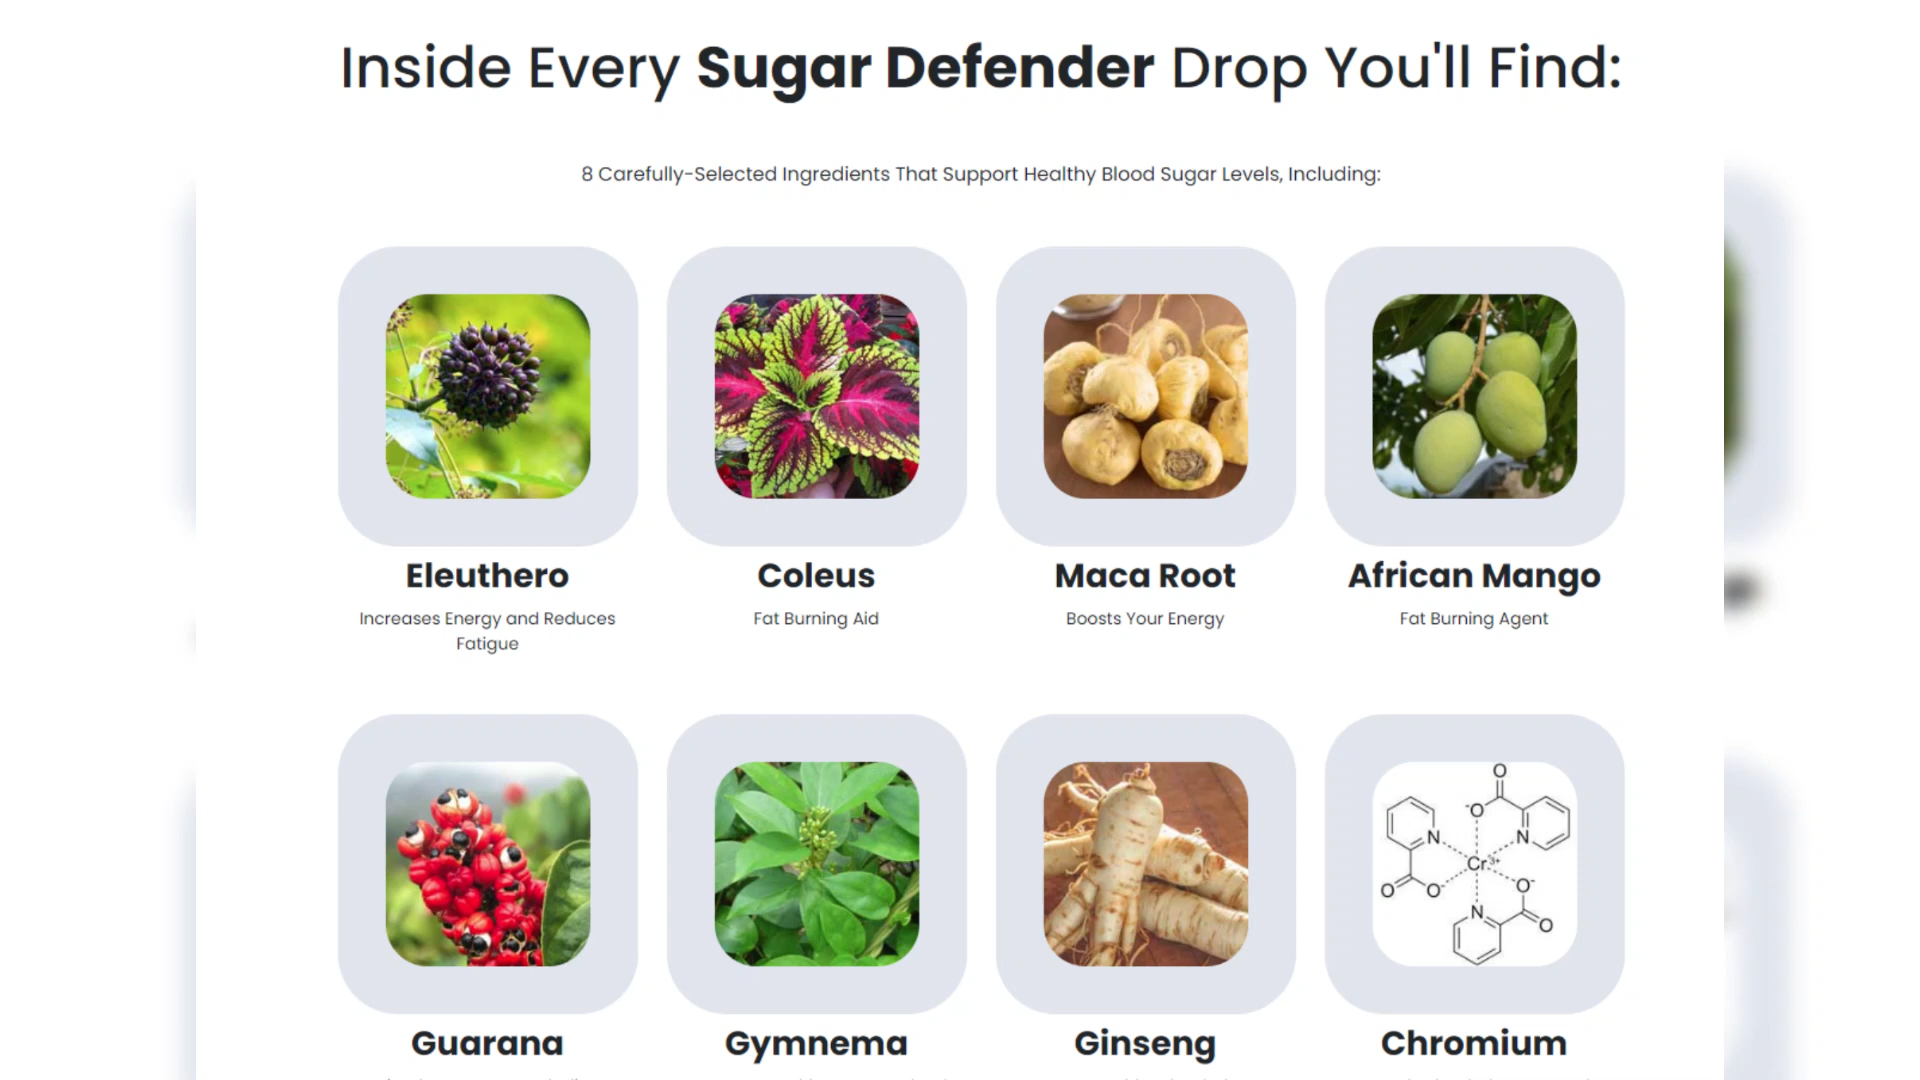 Inside Every Sugar Defender Drop You'll Find:
8 Carefully-Selected Ingredients That Support Healthy Blood Sugar Levels, Including:
Eleuthero
Coleus
Maca Root
African Mango
Increases Energy and Reduces
Fatigue
Fat Burning Aid
Boosts Your Energy
Fat Burning Agent
O
-O
N
N
Cr3+
O
O-
O-
N
O
Guarana
Gymnema
Ginseng
Chromium